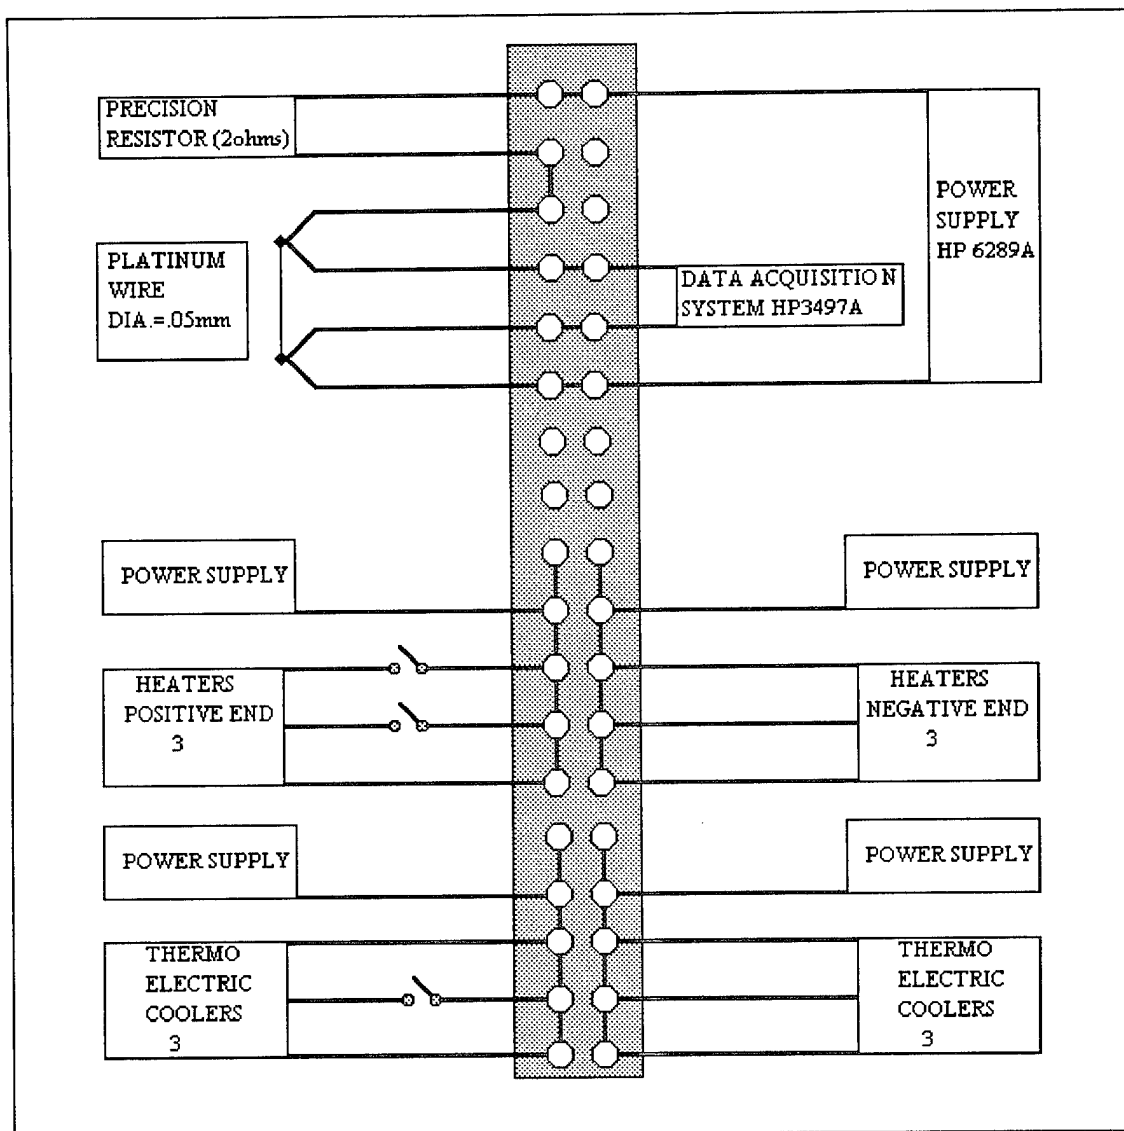 PRECISION
RESISTOR (2ohms)
POWER
SUPPLY
HP 6289A
PLATINUM
WIRE
DIA.=.05mm
DATA ACQUISITION
SYSTEM HP3497A
POWER SUPPLY
POWER SUPPLY
HEATERS
POSITIVE END
3
HEATERS
NEGATIVE END
3
POWER SUPPLY
POWER SUPPLY
THERMO
ELECTRIC
COOLERS
3
THERMO
ELECTRIC
COOLERS
3